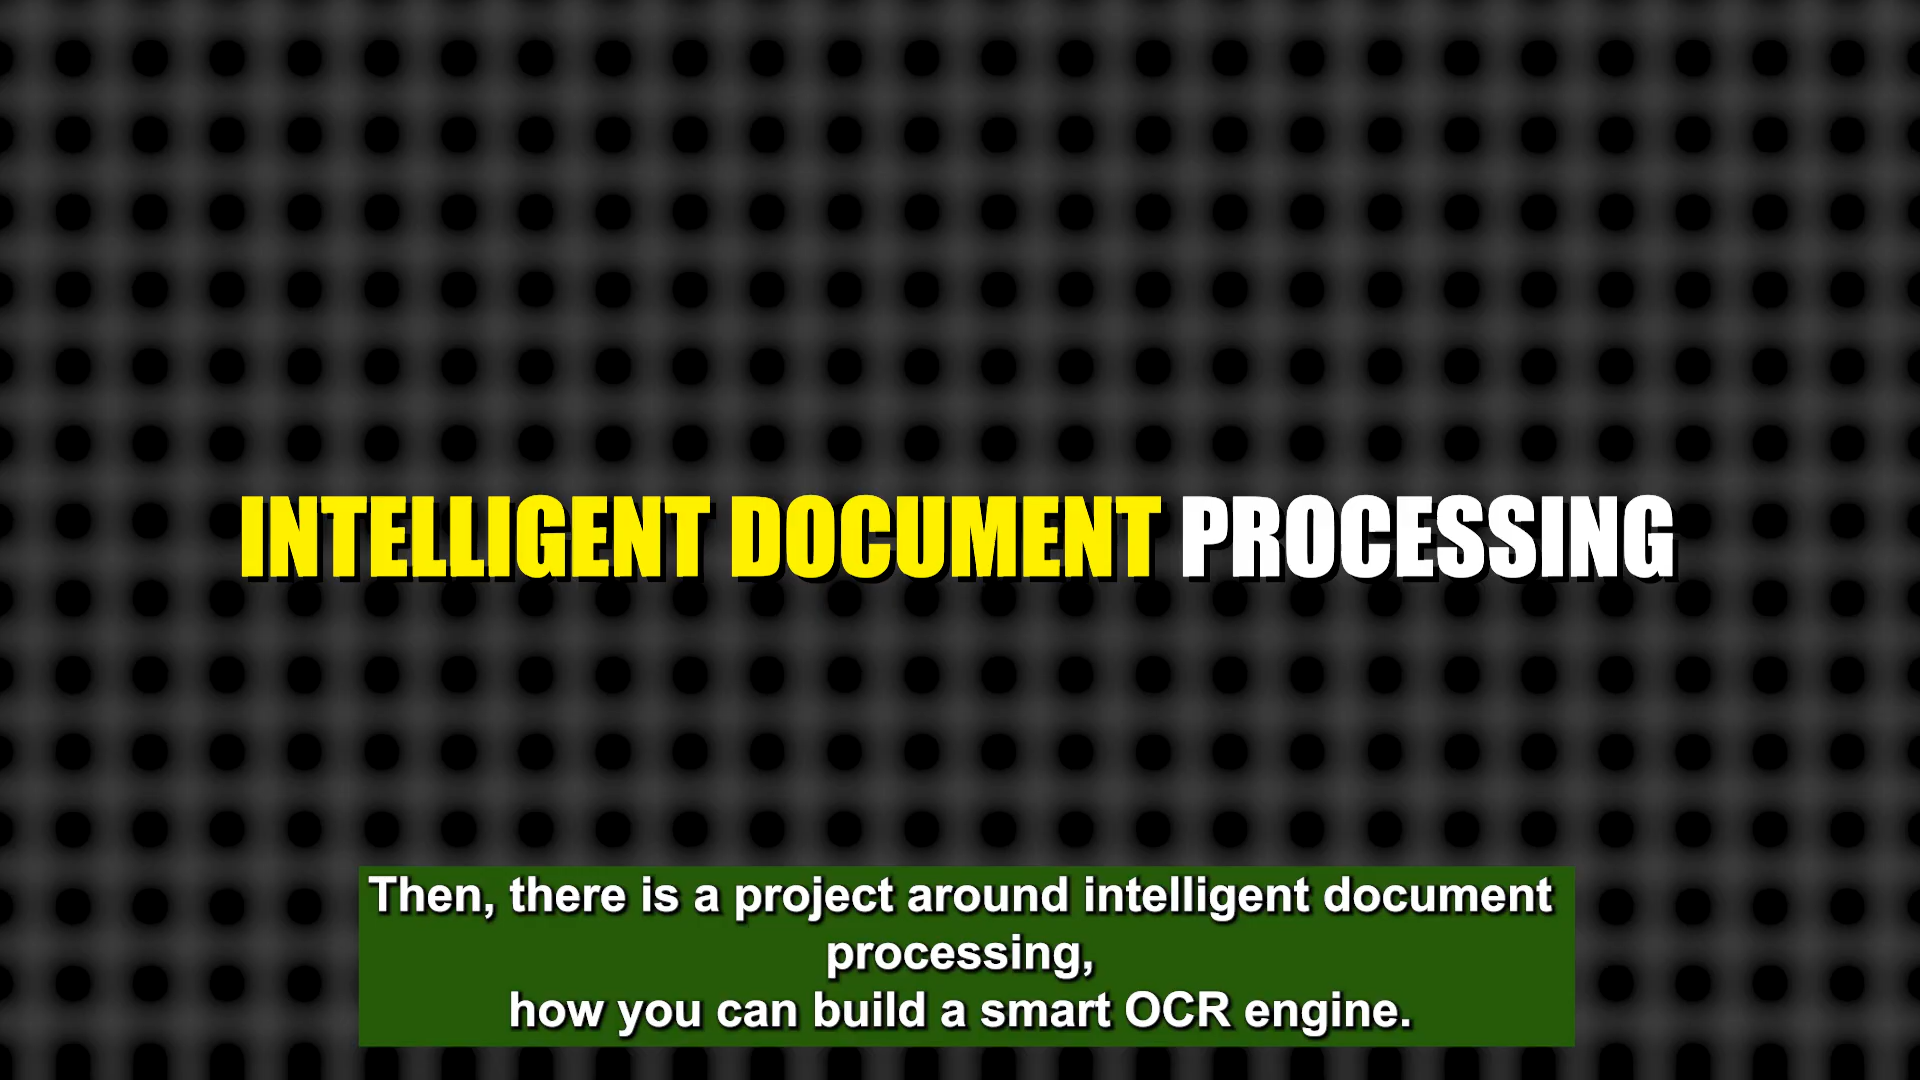 INTELLIGENT DOCUMENT PROCESSING
Then, there is a project around intelligent document
processing,
how you can build a smart OCR engine.